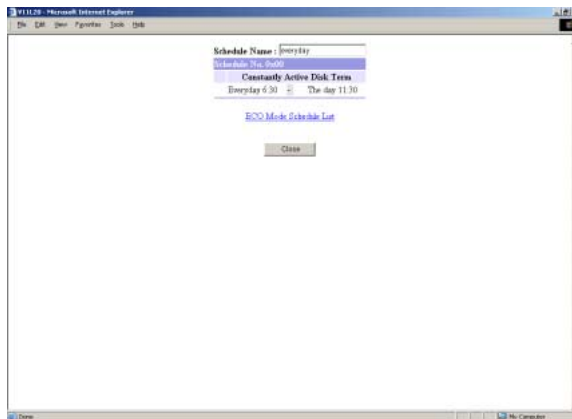 V11L20 - Microsoft Internet Explorer
File Edit View Favorites Tools Help
Schedule Name : everyday
Schedule No. 0x00
Constantly Active Disk Term
Everyday 6:30 - The day 11:30
ECO Mode Schedule List
Close
Done
My Computer